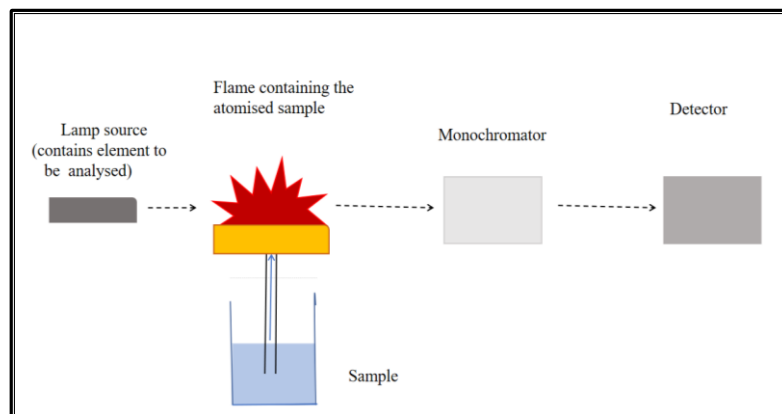 Flame containing the
atomised sample
Lamp source
(contains element to
be analysed)
Monochromator
Detector
Sample